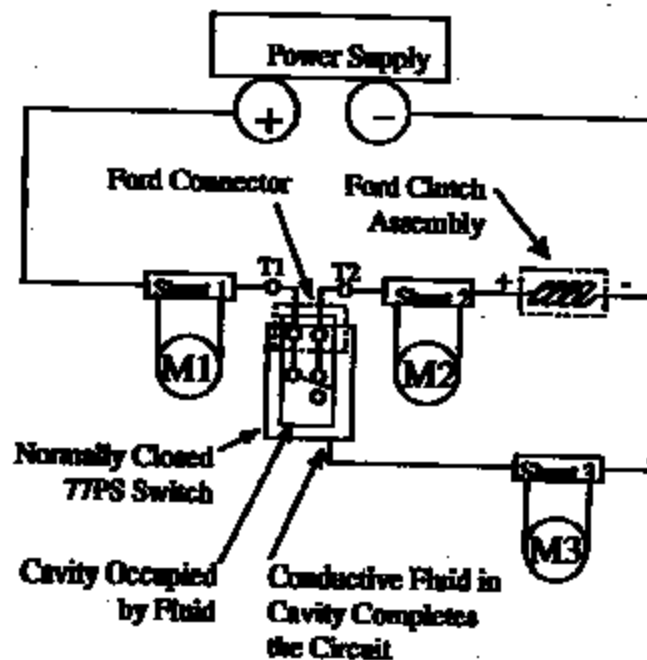 Power Supply
+
−
Ford Connector
Ford Clutch
Assembly
Shunt 1
T1
T2
Shunt 2
+
-
M1
M2
Normally Closed
77PS Switch
Shunt 3
M3
Cavity Occupied
by Fluid
Conductive Fluid in
Cavity Completes
the Circuit